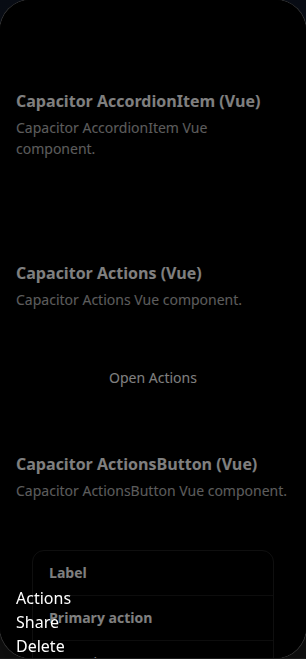 Capacitor AccordionItem (Vue)
Capacitor AccordionItem Vue
component.
Capacitor Actions (Vue)
Capacitor Actions Vue component.
Open Actions
Capacitor ActionsButton (Vue)
Capacitor ActionsButton Vue component.
Label
Actions
Primary action
Share
Delete